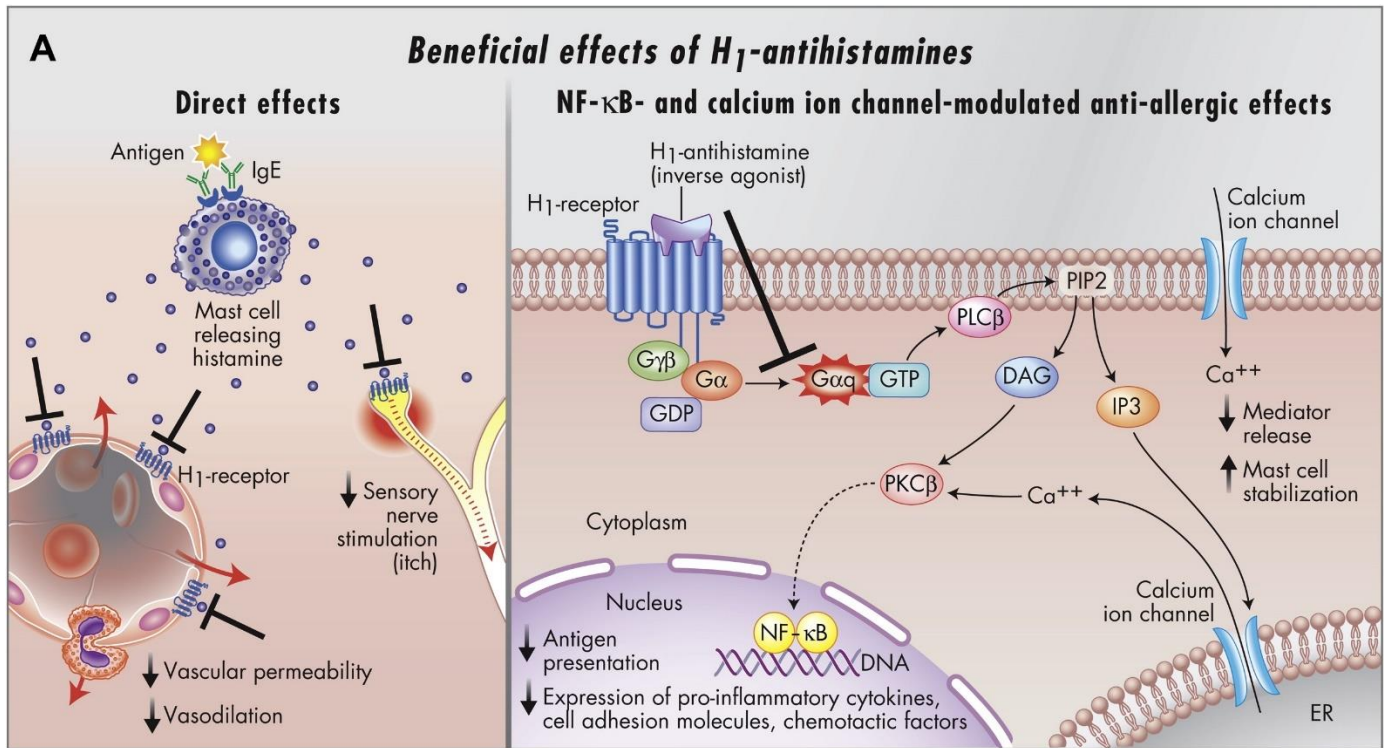 A
Beneficial effects of H1-antihistamines
Direct effects
Antigen
IgE
Mast cell
releasing
histamine
H1-receptor
↓ Sensory
nerve
stimulation
(itch)
↓ Vascular permeability
↓ Vasodilation
NF-κB- and calcium ion channel-modulated anti-allergic effects
H1-antihistamine
(inverse agonist)
H1-receptor
Calcium
ion channel
PIP2
PLCβ
Gγβ
Gα
Gαq
GTP
GDP
DAG
IP3
Ca++
↓ Mediator
release
↑ Mast cell
stabilization
PKCβ
Ca++
Cytoplasm
Calcium
ion channel
Nucleus
NF-κB
↓ Antigen
presentation
DNA
↓ Expression of pro-inflammatory cytokines,
cell adhesion molecules, chemotactic factors
ER